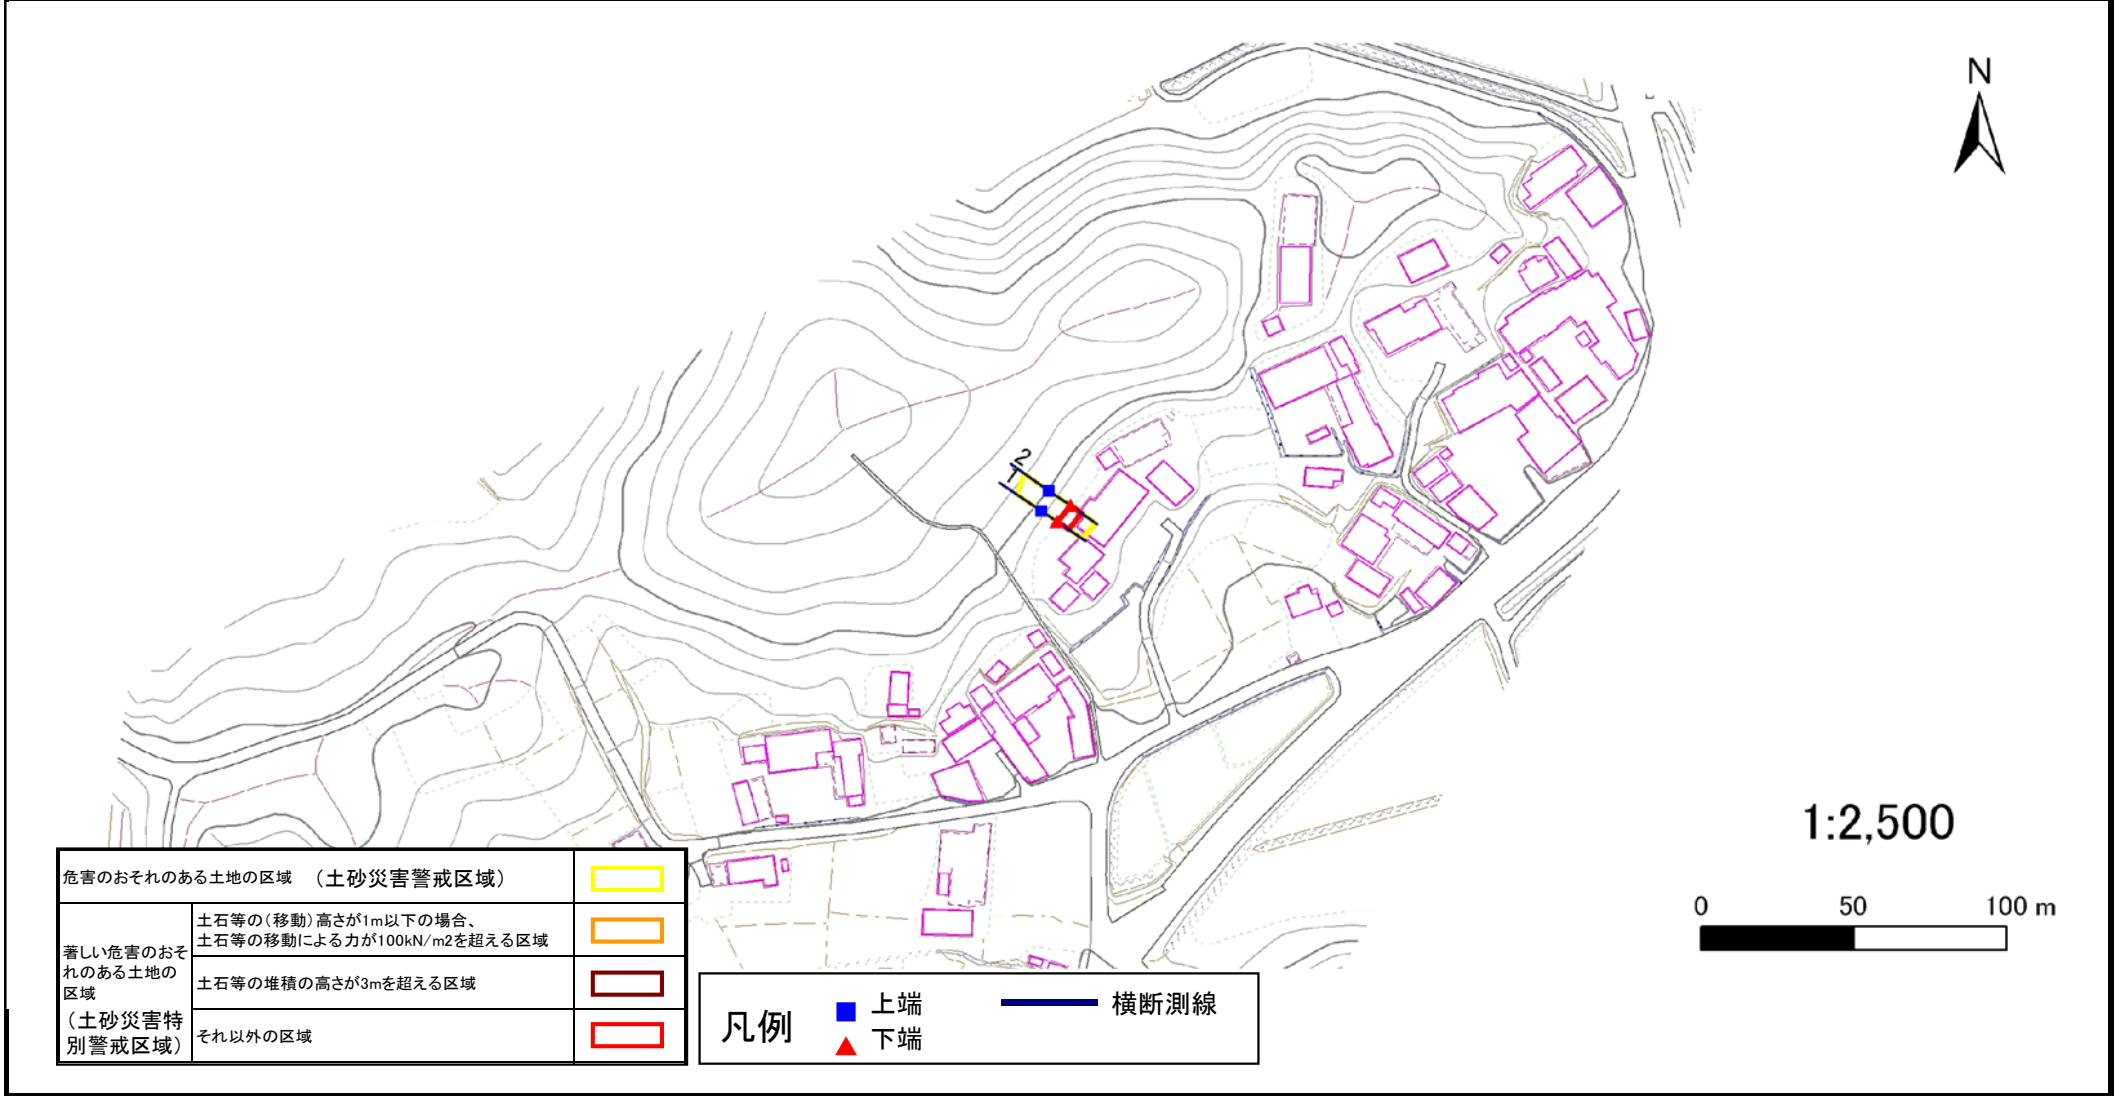 N
2
1
1:2,500
0 50 100 m
危害のおそれのある土地の区域 （土砂災害警戒区域）
著しい危害のおそ
れのある土地の
区域
（土砂災害特
別警戒区域）
土石等の（移動）高さが1m以下の場合、
土石等の移動による力が100kN/m2を超える区域
土石等の堆積の高さが3mを超える区域
それ以外の区域
凡例
上端
下端
横断測線